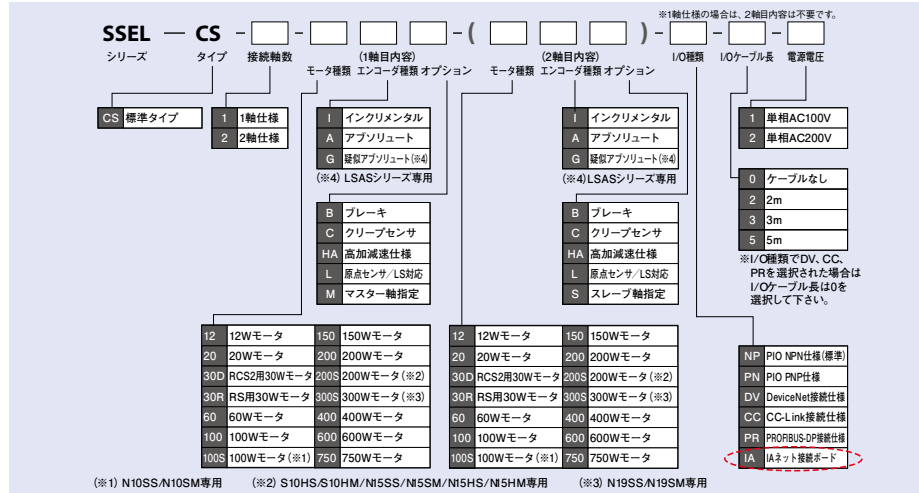 ※1軸仕様の場合は、2軸目内容は不要です。
SSEL — CS — □ — □ □ □ — ( □ □ □ ) — □ — □ — □
シリーズ タイプ 接続軸数 (1軸目内容) (2軸目内容) I/O種類 I/Oケーブル長 電源電圧
モータ種類 エンコーダ種類 オプション モータ種類 エンコーダ種類 オプション
CS 標準タイプ
1 1軸仕様
2 2軸仕様
I インクリメンタル
A アブソリュート
G 疑似アブソリュート(※4)
(※4) LSASシリーズ専用
I インクリメンタル
A アブソリュート
G 疑似アブソリュート(※4)
(※4)LSASシリーズ専用
1 単相AC100V
2 単相AC200V
0 ケーブルなし
2 2m
3 3m
5 5m
※I/O種類でDV、CC、
PRを選択された場合は
I/Oケーブル長は0を
選択して下さい。
B ブレーキ
C クリープセンサ
HA 高加減速仕様
L 原点センサ/LS対応
M マスター軸指定
B ブレーキ
C クリープセンサ
HA 高加減速仕様
L 原点センサ/LS対応
S スレーブ軸指定
12 12Wモータ 150 150Wモータ
20 20Wモータ 200 200Wモータ
30D RCS2用30Wモータ 200S 200Wモータ(※2)
30R RS用30Wモータ 300S 300Wモータ(※3)
60 60Wモータ 400 400Wモータ
100 100Wモータ 600 600Wモータ
100S 100Wモータ(※1) 750 750Wモータ
12 12Wモータ 150 150Wモータ
20 20Wモータ 200 200Wモータ
30D RCS2用30Wモータ 200S 200Wモータ(※2)
30R RS用30Wモータ 300S 300Wモータ(※3)
60 60Wモータ 400 400Wモータ
100 100Wモータ 600 600Wモータ
100S 100Wモータ(※1) 750 750Wモータ
NP PIO NPN仕様(標準)
PN PIO PNP仕様
DV DeviceNet接続仕様
CC CC-Link接続仕様
PR PROFIBUS-DP接続仕様
IA IAネット接続ボード
(※1) N10SS/N10SM専用 (※2) S10HS/S10HM/N15SS/N15SM/N15HS/N15HM専用 (※3) N19SS/N19SM専用